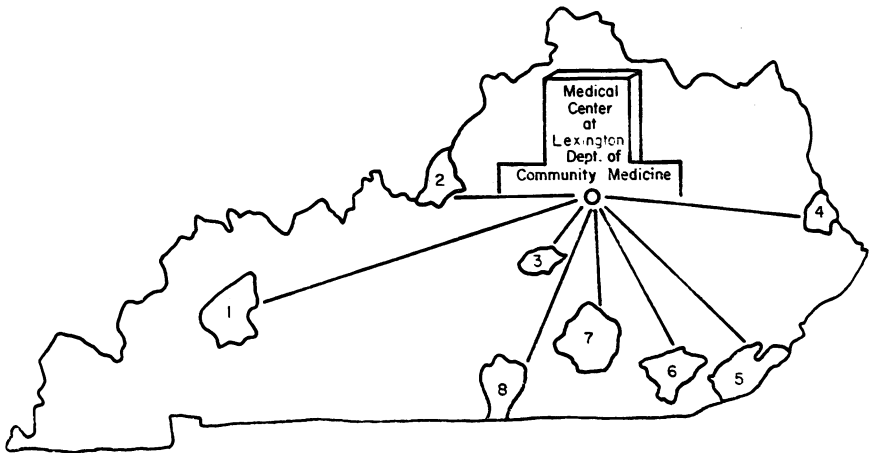 Medical
Center
at
Lexington
Dept. of
Community Medicine
2
4
3
1
7
6
5
8